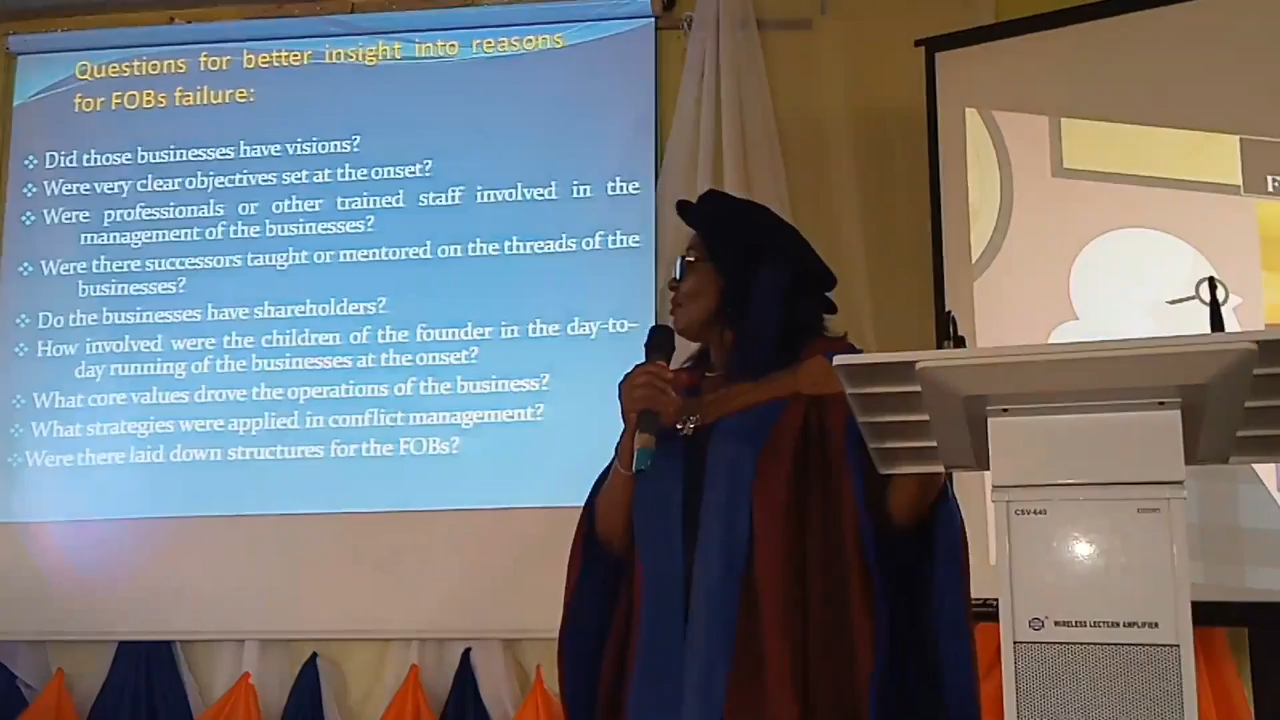 Questions for better insight into reasons
for FOBs failure:
Did those businesses have visions?
Were very clear objectives set at the onset?
Were professionals or other trained staff involved in the
management of the businesses?
Were there successors taught or mentored on the threads of the
businesses?
Do the businesses have shareholders?
How involved were the children of the founder in the day-to-
day running of the businesses at the onset?
What core values drove the operations of the business?
What strategies were applied in conflict management?
Were there laid down structures for the FOBs?
F
CSV-640
WIRELESS LECTERN AMPLIFIER